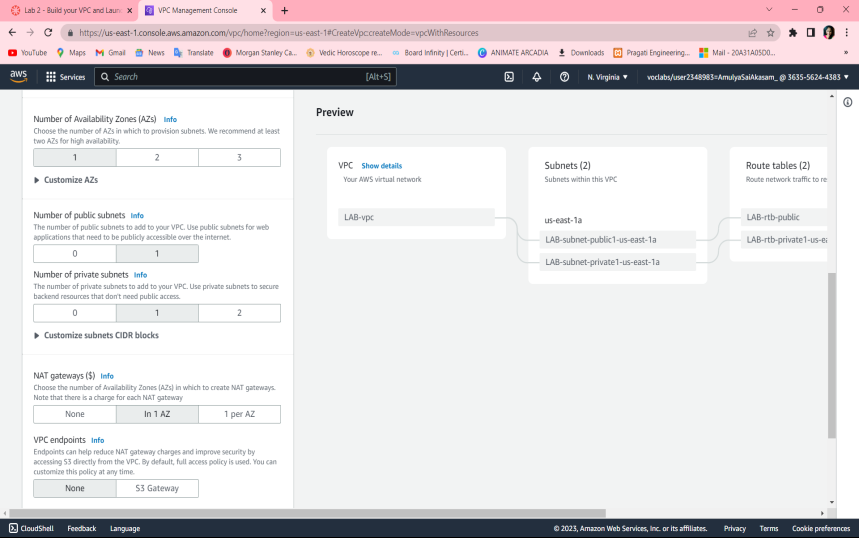 Lab 2 - Build your VPC and Laun
VPC Management Console
https://us-east-1.console.aws.amazon.com/vpc/home?region=us-east-1#CreateVpc:createMode=vpcWithResources
YouTube
Maps
Gmail
News
Translate
Morgan Stanley Ca...
Vedic Horoscope re...
Board Infinity | Certi...
ANIMATE ARCADIA
Downloads
Pragati Engineering...
Mail - 20A31A05D0...
aws
Services
Search
[Alt+S]
N. Virginia
voclabs/user2348983=AmulyaSaiAkasam_ @ 3635-5624-4383
Number of Availability Zones (AZs) Info
Choose the number of AZs in which to provision subnets. We recommend at least
two AZs for high availability.
1
2
3
Customize AZs
Number of public subnets Info
The number of public subnets to add to your VPC. Use public subnets for web
applications that need to be publicly accessible over the internet.
0
1
Number of private subnets Info
The number of private subnets to add to your VPC. Use private subnets to secure
backend resources that don't need public access.
0
1
2
Customize subnets CIDR blocks
NAT gateways ($) Info
Choose the number of Availability Zones (AZs) in which to create NAT gateways.
Note that there is a charge for each NAT gateway
None
In 1 AZ
1 per AZ
VPC endpoints Info
Endpoints can help reduce NAT gateway charges and improve security by
accessing S3 directly from the VPC. By default, full access policy is used. You can
customize this policy at any time.
None
S3 Gateway
Preview
VPC Show details
Your AWS virtual network
LAB-vpc
Subnets (2)
Subnets within this VPC
us-east-1a
LAB-subnet-public1-us-east-1a
LAB-subnet-private1-us-east-1a
Route tables (2)
Route network traffic to re
LAB-rtb-public
LAB-rtb-private1-us-ea
CloudShell
Feedback
Language
© 2023, Amazon Web Services, Inc. or its affiliates.
Privacy
Terms
Cookie preferences